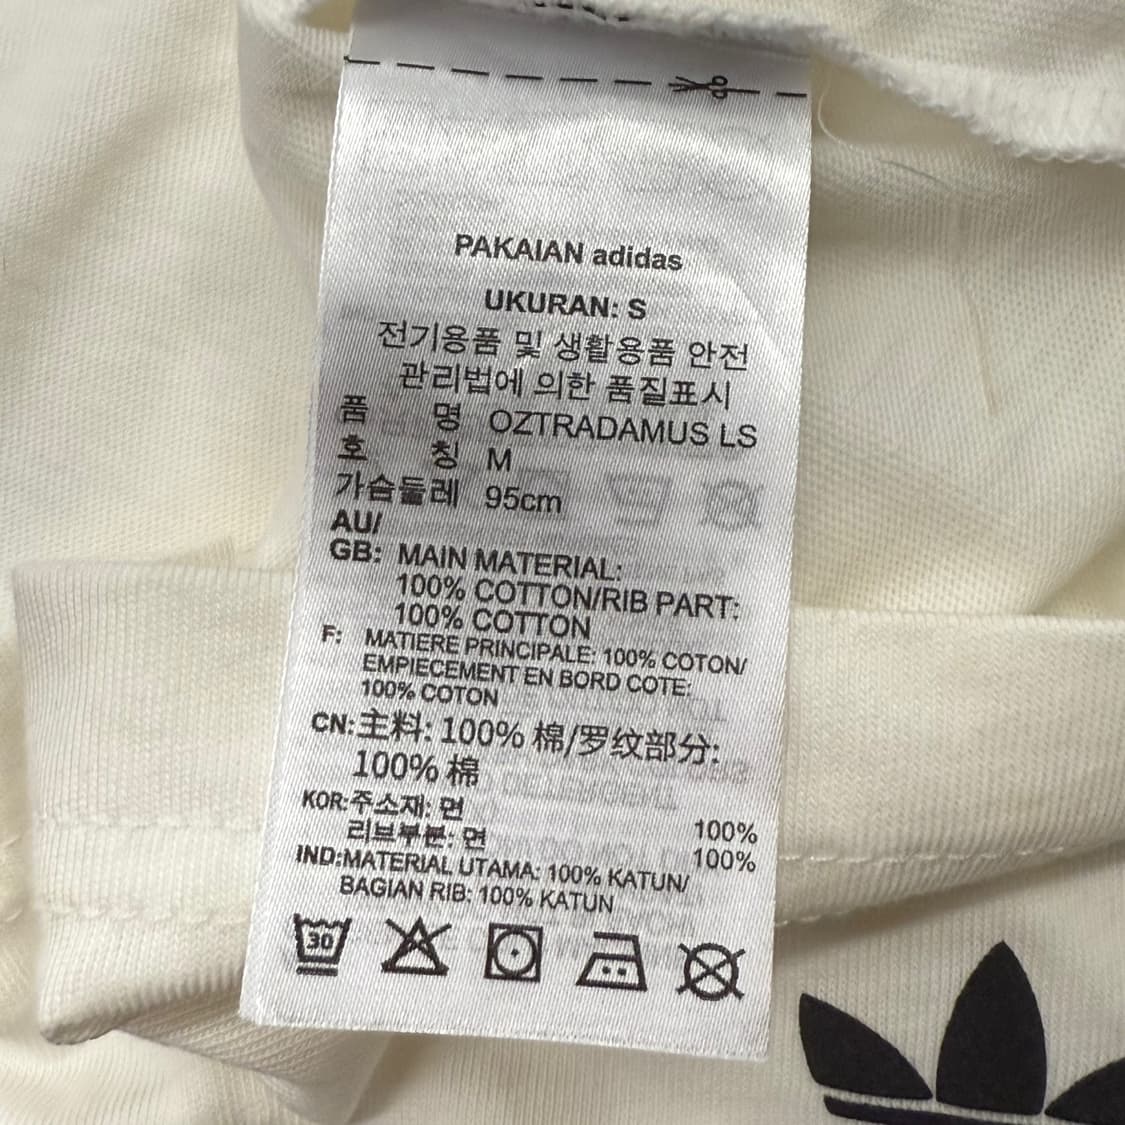 PAKAIAN adidas
UKURAN: S
전기용품 및 생활용품 안전
관리법에 의한 품질표시
품 명 OZTRADAMUS LS
호 칭 M
가슴둘레 95cm
AU/
GB: MAIN MATERIAL:
100% COTTON/RIB PART:
100% COTTON
F: MATIERE PRINCIPALE: 100% COTON/
EMPIECEMENT EN BORD COTE:
100% COTON
CN:主料: 100% 棉/罗纹部分:
100% 棉
KOR:주소재: 면 100%
리브부분: 면 100%
IND:MATERIAL UTAMA: 100% KATUN/
BAGIAN RIB: 100% KATUN
30